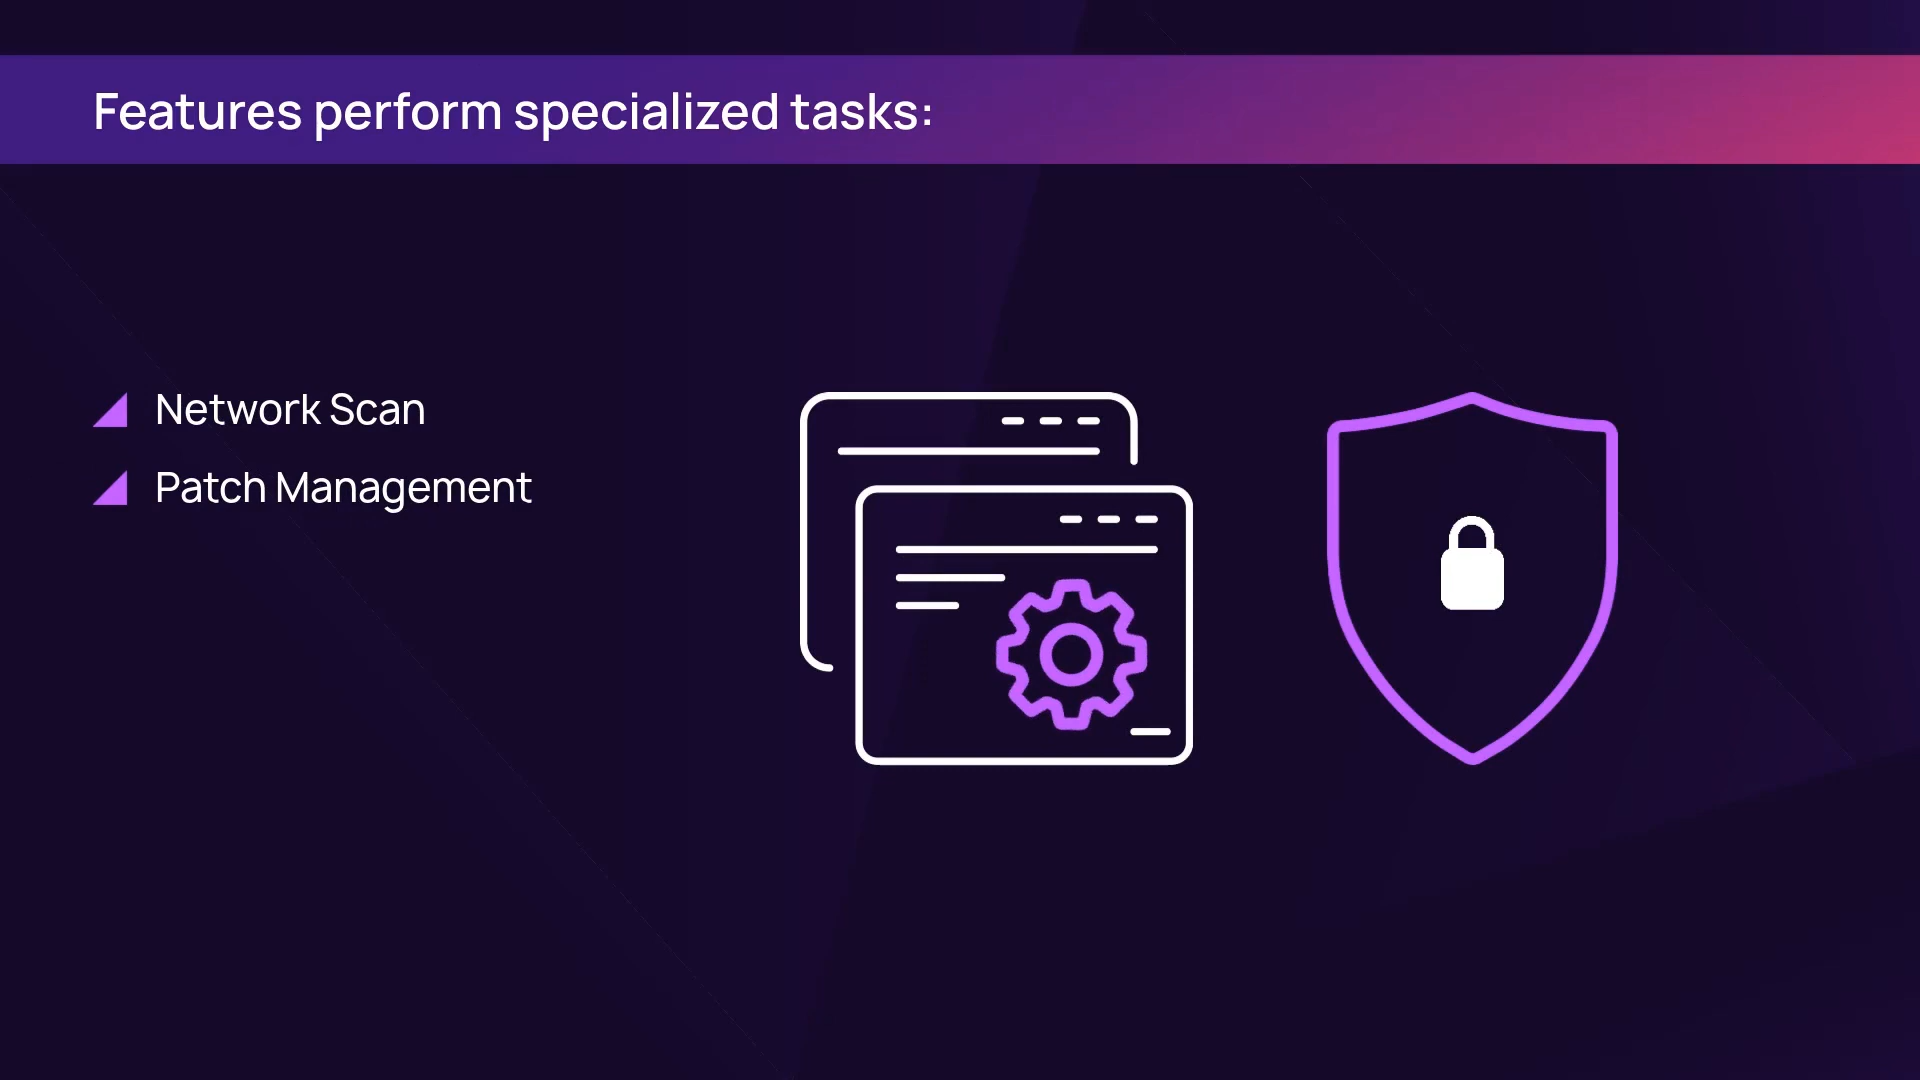 Features perform specialized tasks:
Network Scan
Patch Management